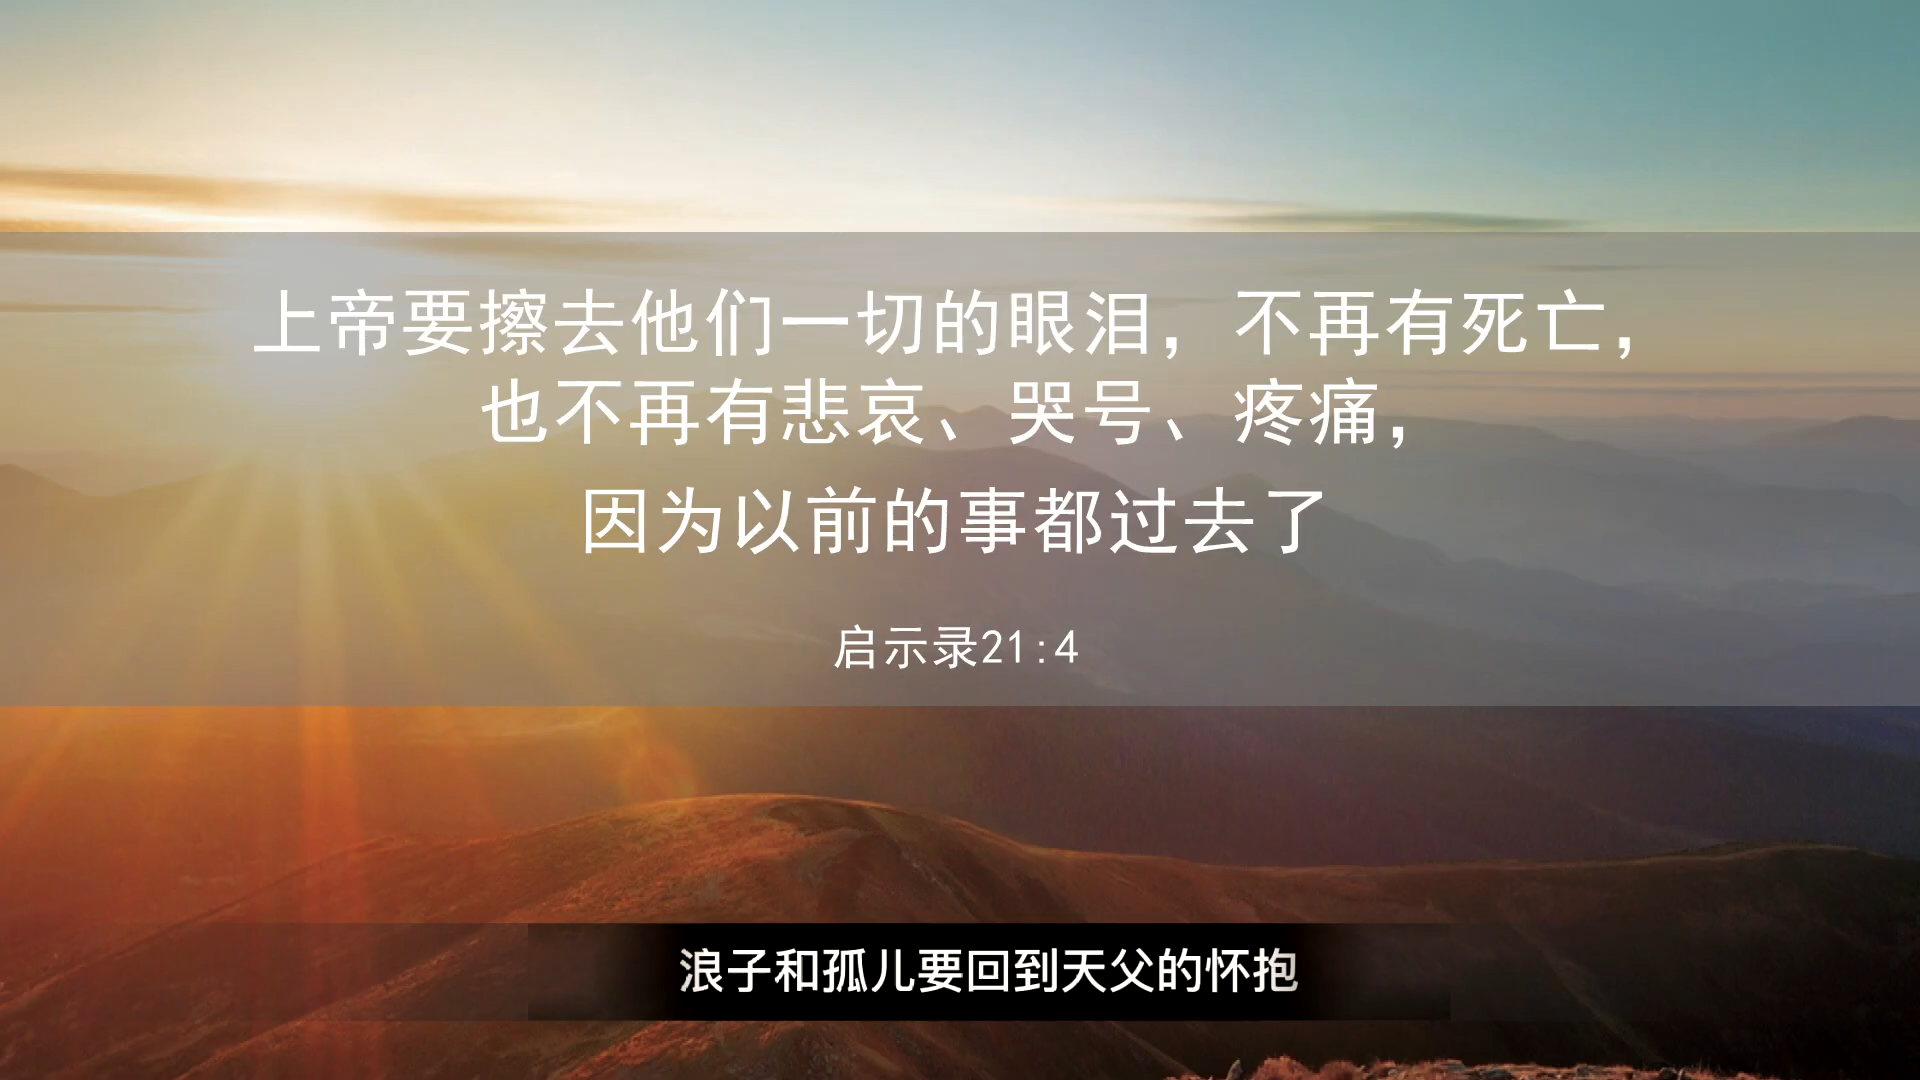 上帝要擦去他们一切的眼泪，不再有死亡，
也不再有悲哀、哭号、疼痛，
因为以前的事都过去了
启示录21:4
浪子和孤儿要回到天父的怀抱